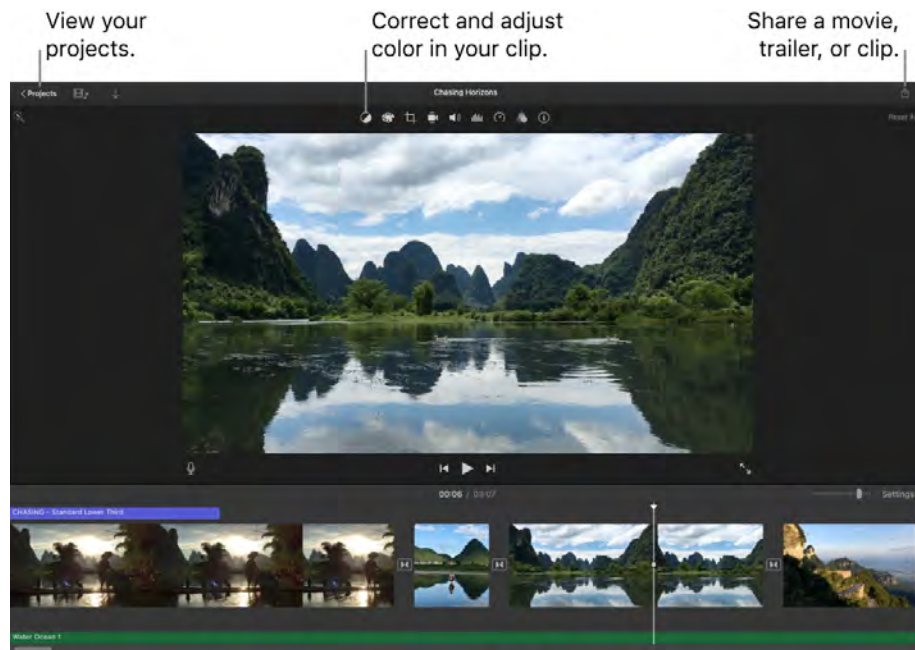 View your
projects.
Correct and adjust
color in your clip.
Share a movie,
trailer, or clip.
Projects
Chasing Horizons
Reset
00:06 / 09:07
Settings
CHASING - Standard Lower Third
Water Ocean 1